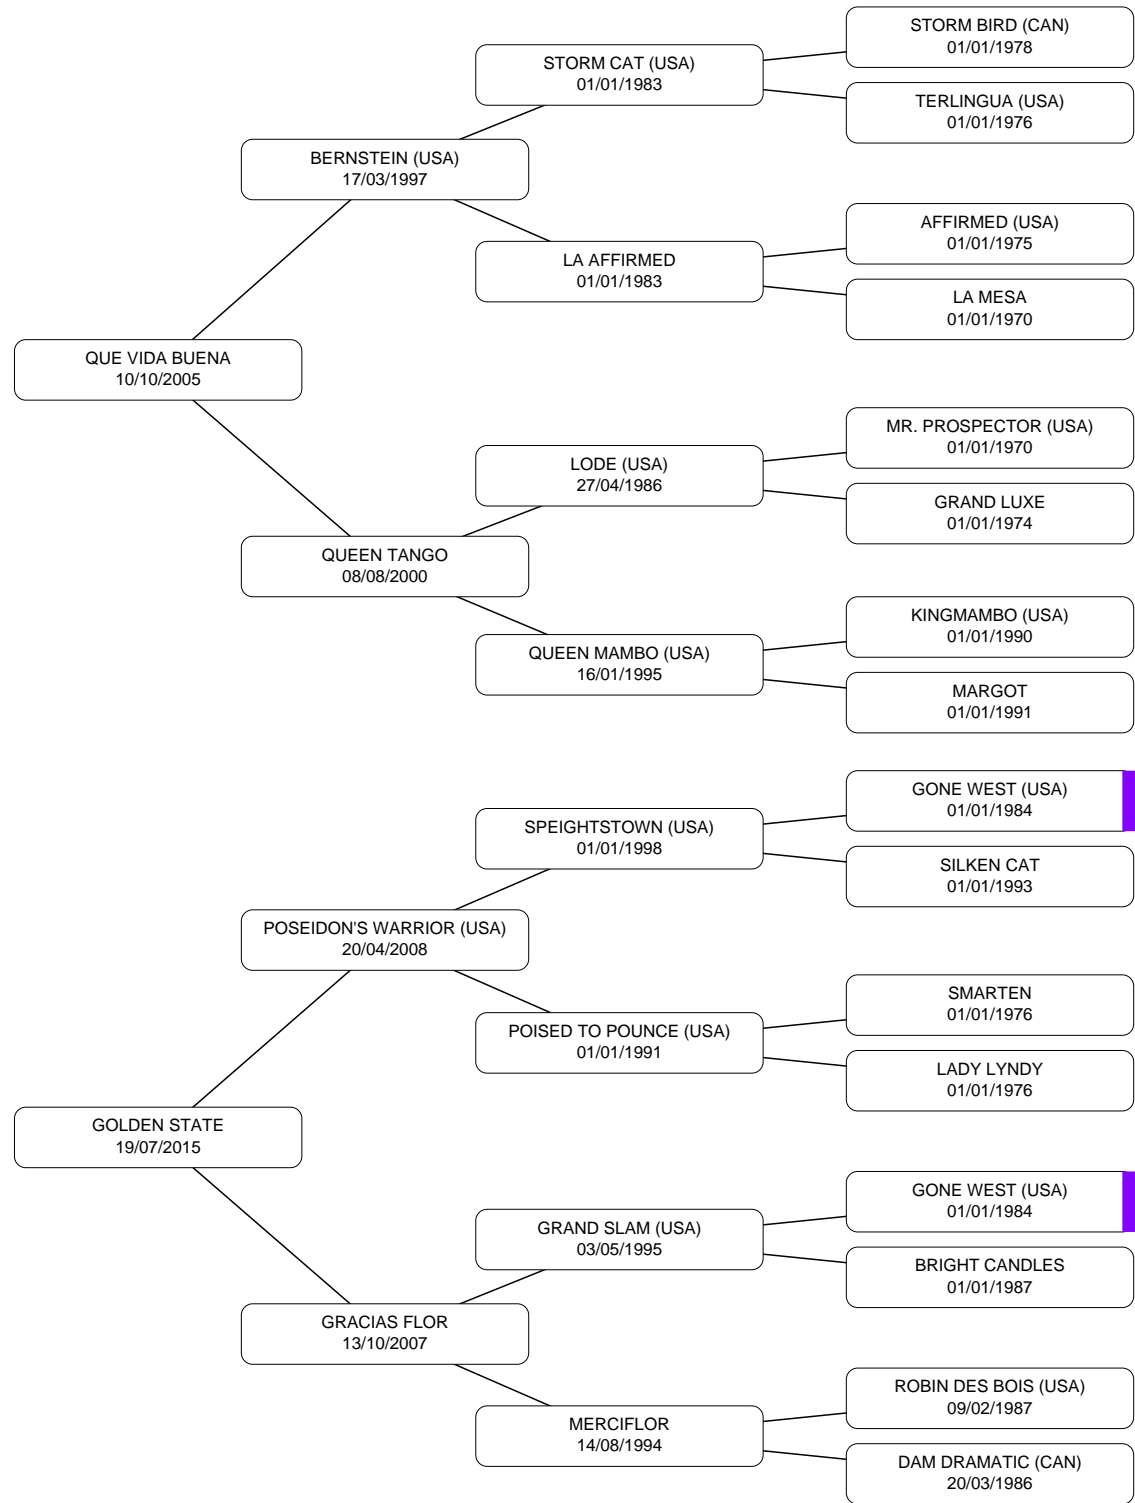 STORM BIRD (CAN)
01/01/1978
STORM CAT (USA)
01/01/1983
TERLINGUA (USA)
01/01/1976
BERNSTEIN (USA)
17/03/1997
AFFIRMED (USA)
01/01/1975
LA AFFIRMED
01/01/1983
LA MESA
01/01/1970
QUE VIDA BUENA
10/10/2005
MR. PROSPECTOR (USA)
01/01/1970
LODE (USA)
27/04/1986
GRAND LUXE
01/01/1974
QUEEN TANGO
08/08/2000
KINGMAMBO (USA)
01/01/1990
QUEEN MAMBO (USA)
16/01/1995
MARGOT
01/01/1991
GONE WEST (USA)
01/01/1984
SPEIGHTSTOWN (USA)
01/01/1998
SILKEN CAT
01/01/1993
POSEIDON'S WARRIOR (USA)
20/04/2008
SMARTEN
01/01/1976
POISED TO POUNCE (USA)
01/01/1991
LADY LYNDY
01/01/1976
GOLDEN STATE
19/07/2015
GONE WEST (USA)
01/01/1984
GRAND SLAM (USA)
03/05/1995
BRIGHT CANDLES
01/01/1987
GRACIAS FLOR
13/10/2007
ROBIN DES BOIS (USA)
09/02/1987
MERCIFLOR
14/08/1994
DAM DRAMATIC (CAN)
20/03/1986